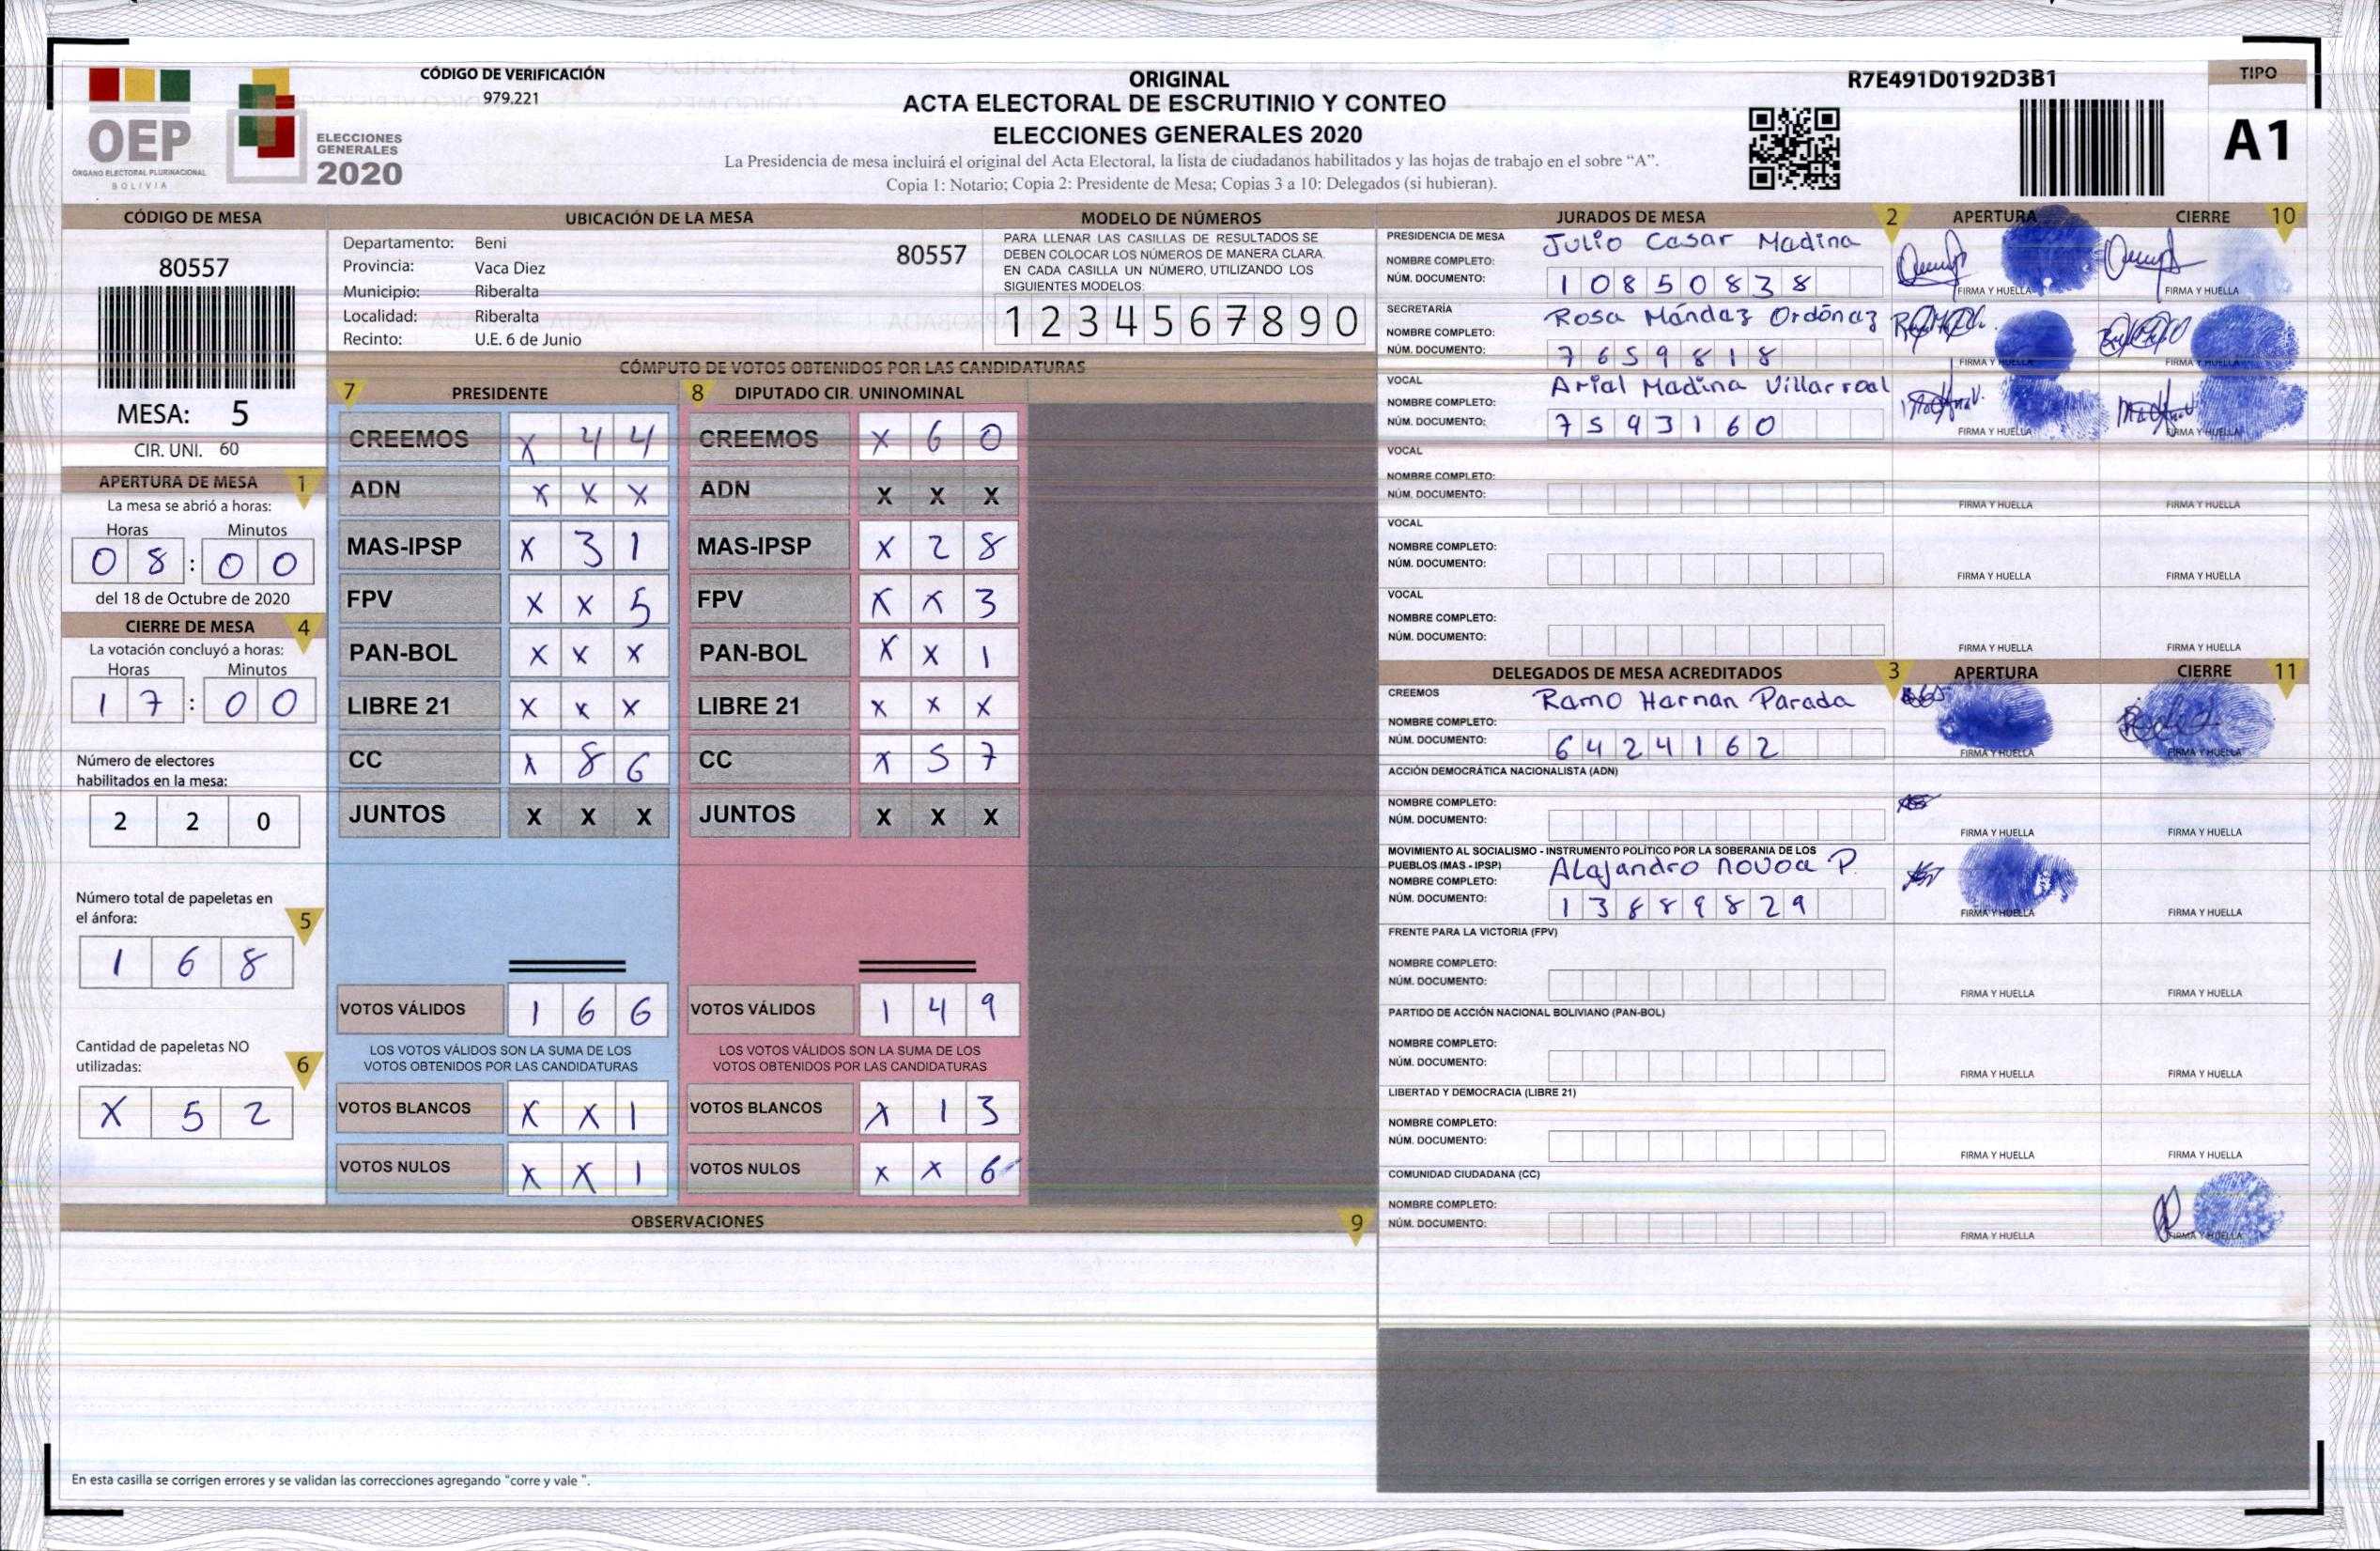 OEP
ÓRGANO ELECTORAL PLURINACIONAL
BOLIVIA
ELECCIONES
GENERALES
2020
CÓDIGO DE VERIFICACIÓN
979.221
ORIGINAL
ACTA ELECTORAL DE ESCRUTINIO Y CONTEO
ELECCIONES GENERALES 2020
La Presidencia de mesa incluirá el original del Acta Electoral, la lista de ciudadanos habilitados y las hojas de trabajo en el sobre “A”.
Copia 1: Notario; Copia 2: Presidente de Mesa; Copias 3 a 10: Delegados (si hubieran).
R7E491D0192D3B1
TIPO
A1
CÓDIGO DE MESA
80557
MESA: 5
CIR. UNI. 60
APERTURA DE MESA 1
La mesa se abrió a horas:
Horas Minutos
0 8 : 0 0
del 18 de Octubre de 2020
CIERRE DE MESA 4
La votación concluyó a horas:
Horas Minutos
1 7 : 0 0
Número de electores
habilitados en la mesa:
2 2 0
Número total de papeletas en
el ánfora: 5
1 6 8
Cantidad de papeletas NO
utilizadas: 6
X 5 2
UBICACIÓN DE LA MESA
Departamento: Beni 80557
Provincia: Vaca Diez
Municipio: Riberalta
Localidad: Riberalta
Recinto: U.E. 6 de Junio
MODELO DE NÚMEROS
PARA LLENAR LAS CASILLAS DE RESULTADOS SE
DEBEN COLOCAR LOS NÚMEROS DE MANERA CLARA.
EN CADA CASILLA UN NÚMERO, UTILIZANDO LOS
SIGUIENTES MODELOS:
1 2 3 4 5 6 7 8 9 0
CÓMPUTO DE VOTOS OBTENIDOS POR LAS CANDIDATURAS
7 PRESIDENTE 8 DIPUTADO CIR. UNINOMINAL
CREEMOS X 4 4 CREEMOS X 6 0
ADN X X X ADN X X X
MAS-IPSP X 3 1 MAS-IPSP X 2 8
FPV X X 5 FPV X X 3
PAN-BOL X X X PAN-BOL X X 1
LIBRE 21 X X X LIBRE 21 X X X
CC X 8 6 CC X 5 7
JUNTOS X X X JUNTOS X X X
VOTOS VÁLIDOS 1 6 6 VOTOS VÁLIDOS 1 4 9
LOS VOTOS VÁLIDOS SON LA SUMA DE LOS LOS VOTOS VÁLIDOS SON LA SUMA DE LOS
VOTOS OBTENIDOS POR LAS CANDIDATURAS VOTOS OBTENIDOS POR LAS CANDIDATURAS
VOTOS BLANCOS X X 1 VOTOS BLANCOS X 1 3
VOTOS NULOS X X 1 VOTOS NULOS X X 6
OBSERVACIONES 9
En esta casilla se corrigen errores y se validan las correcciones agregando "corre y vale ".
JURADOS DE MESA 2 APERTURA CIERRE 10
PRESIDENCIA DE MESA Julio Casar Madina
NOMBRE COMPLETO:
NÚM. DOCUMENTO: 1 0 8 5 0 8 3 8 FIRMA Y HUELLA FIRMA Y HUELLA
SECRETARÍA Rosa Mándaz Ordónaz
NOMBRE COMPLETO:
NÚM. DOCUMENTO: 7 6 5 9 8 1 8 FIRMA Y HUELLA FIRMA Y HUELLA
VOCAL Arial Madina Villarroal
NOMBRE COMPLETO:
NÚM. DOCUMENTO: 7 5 9 3 1 6 0 FIRMA Y HUELLA FIRMA Y HUELLA
VOCAL
NOMBRE COMPLETO:
NÚM. DOCUMENTO: FIRMA Y HUELLA FIRMA Y HUELLA
VOCAL
NOMBRE COMPLETO:
NÚM. DOCUMENTO: FIRMA Y HUELLA FIRMA Y HUELLA
VOCAL
NOMBRE COMPLETO:
NÚM. DOCUMENTO: FIRMA Y HUELLA FIRMA Y HUELLA
DELEGADOS DE MESA ACREDITADOS 3 APERTURA CIERRE 11
CREEMOS Ramo Harnan Parada
NOMBRE COMPLETO:
NÚM. DOCUMENTO: 6 4 2 4 1 6 2 FIRMA Y HUELLA FIRMA Y HUELLA
ACCIÓN DEMOCRÁTICA NACIONALISTA (ADN)
NOMBRE COMPLETO:
NÚM. DOCUMENTO: FIRMA Y HUELLA FIRMA Y HUELLA
MOVIMIENTO AL SOCIALISMO - INSTRUMENTO POLÍTICO POR LA SOBERANIA DE LOS
PUEBLOS (MAS - IPSP) Alajandro novoa P.
NOMBRE COMPLETO:
NÚM. DOCUMENTO: 1 3 8 8 9 8 2 9 FIRMA Y HUELLA FIRMA Y HUELLA
FRENTE PARA LA VICTORIA (FPV)
NOMBRE COMPLETO:
NÚM. DOCUMENTO: FIRMA Y HUELLA FIRMA Y HUELLA
PARTIDO DE ACCIÓN NACIONAL BOLIVIANO (PAN-BOL)
NOMBRE COMPLETO:
NÚM. DOCUMENTO: FIRMA Y HUELLA FIRMA Y HUELLA
LIBERTAD Y DEMOCRACIA (LIBRE 21)
NOMBRE COMPLETO:
NÚM. DOCUMENTO: FIRMA Y HUELLA FIRMA Y HUELLA
COMUNIDAD CIUDADANA (CC)
NOMBRE COMPLETO:
NÚM. DOCUMENTO: FIRMA Y HUELLA FIRMA Y HUELLA